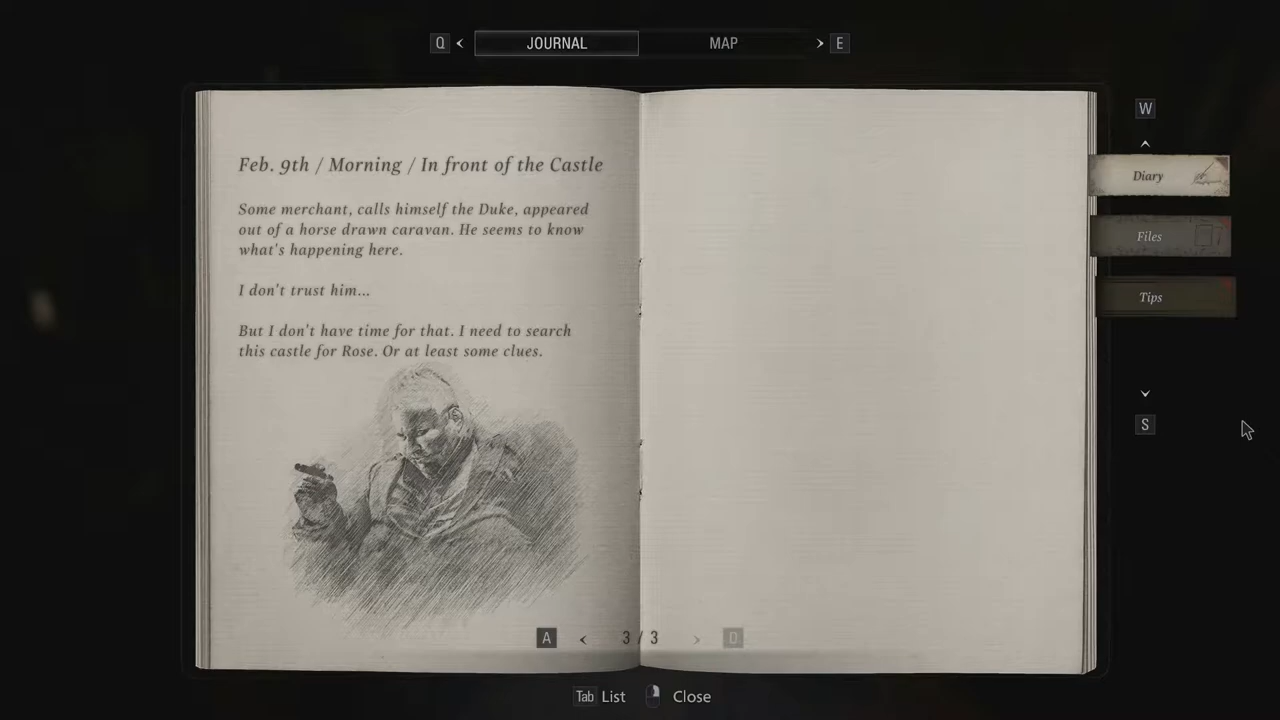 Q
JOURNAL
MAP
E
W
Feb. 9th / Morning / In front of the Castle
Some merchant, calls himself the Duke, appeared
out of a horse drawn caravan. He seems to know
what's happening here.
I don't trust him...
But I don't have time for that. I need to search
this castle for Rose. Or at least some clues.
Diary
Files
Tips
S
A
3 / 3
D
Tab List
Close